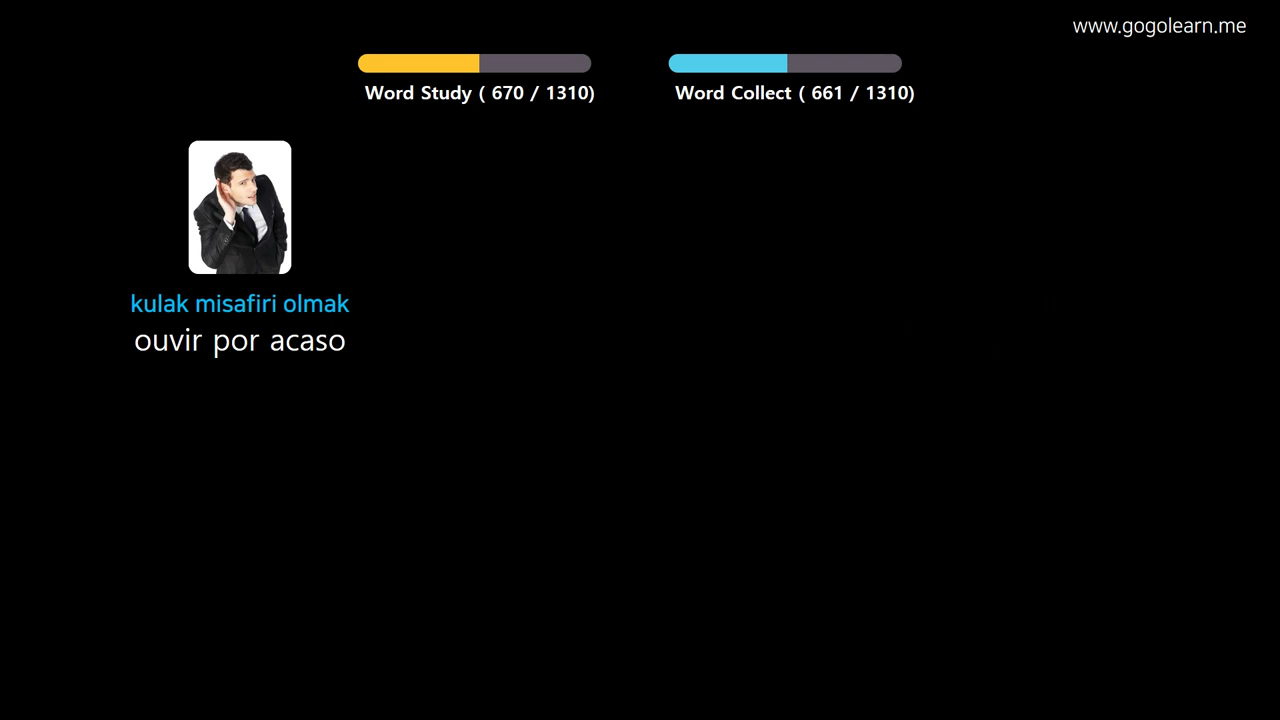 www.gogolearn.me
Word Study ( 670 / 1310)
Word Collect ( 661 / 1310)
kulak misafiri olmak
ouvir por acaso